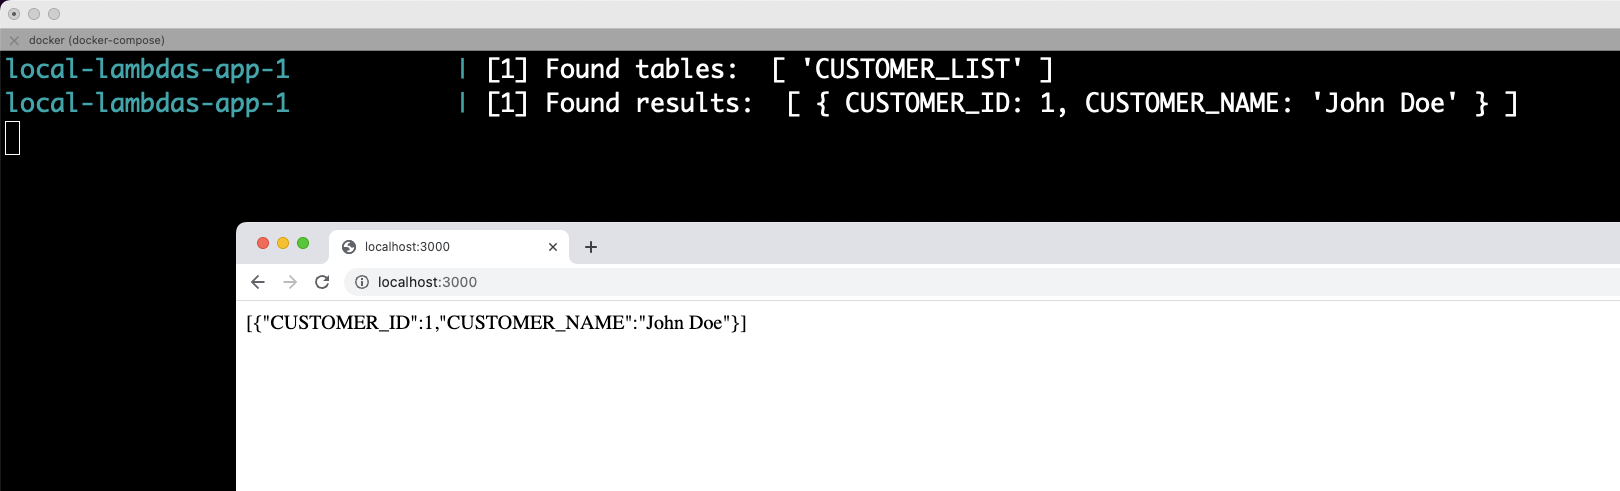 docker (docker-compose)
local-lambdas-app-1 | [1] Found tables:  [ 'CUSTOMER_LIST' ]
local-lambdas-app-1 | [1] Found results:  [ { CUSTOMER_ID: 1, CUSTOMER_NAME: 'John Doe' } ]
localhost:3000
localhost:3000
[{"CUSTOMER_ID":1,"CUSTOMER_NAME":"John Doe"}]